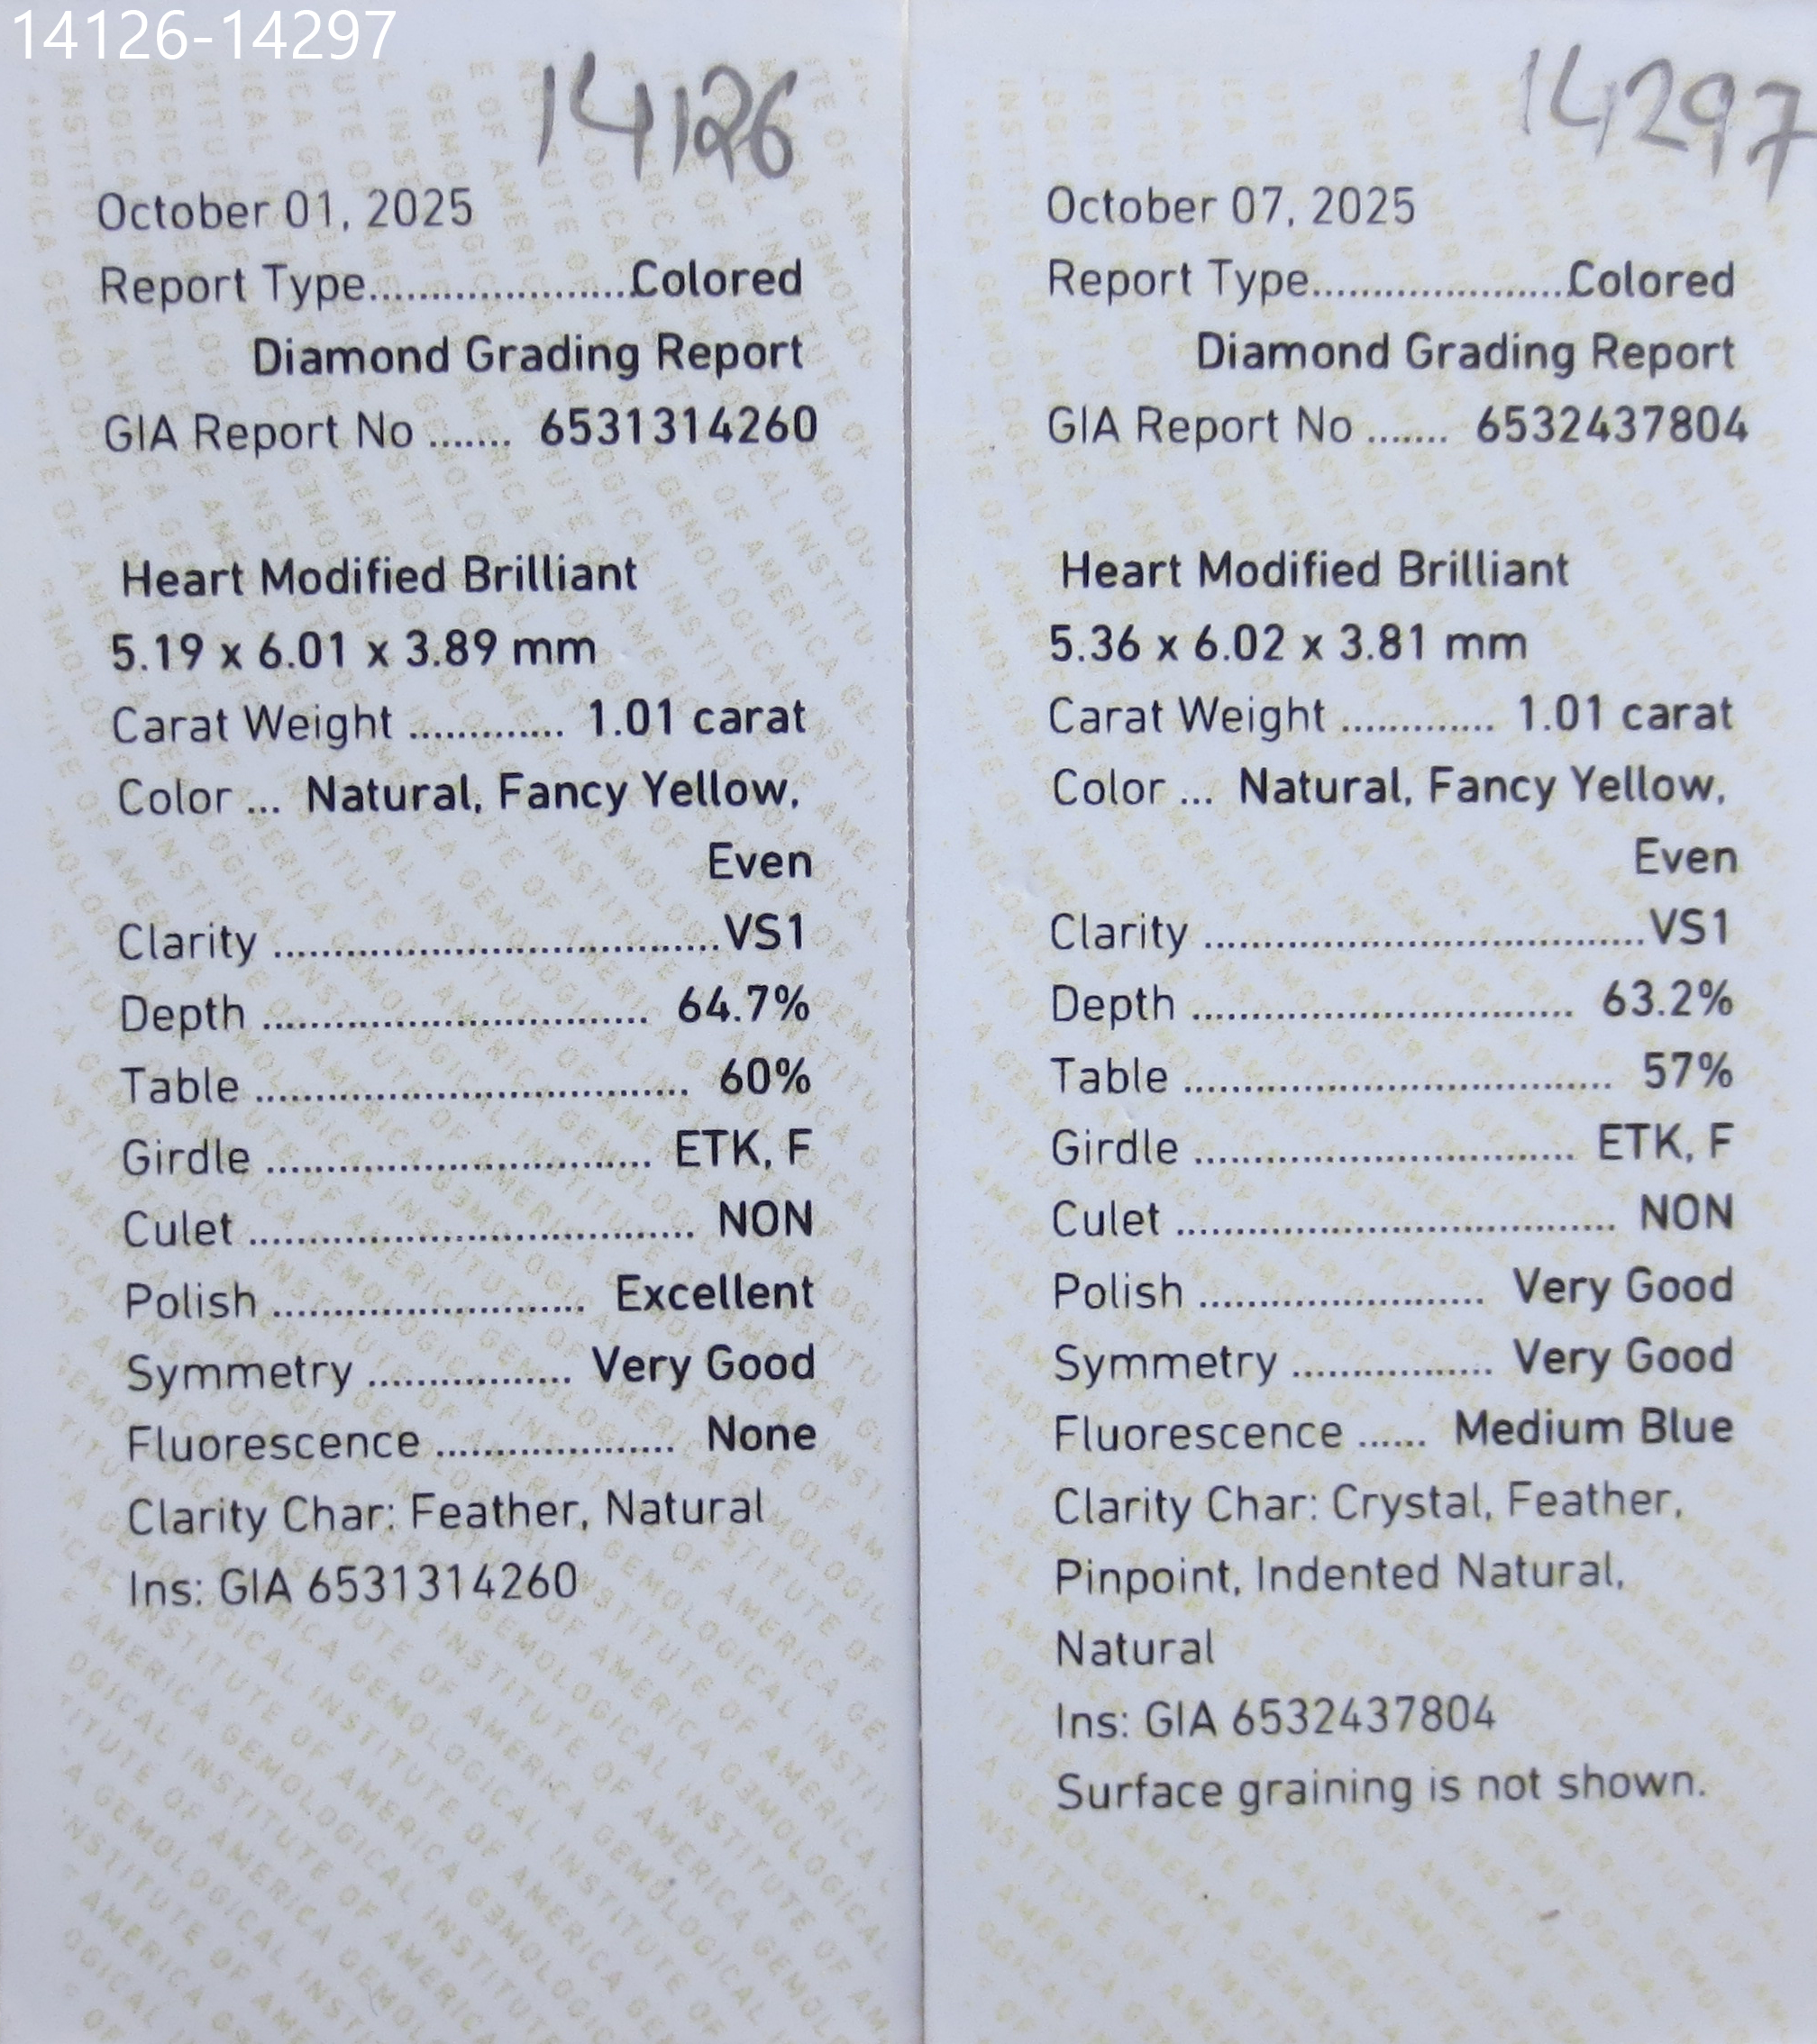 14126-14297
14126
October 01, 2025
Report Type......................Colored
Diamond Grading Report
GIA Report No ....... 6531314260
Heart Modified Brilliant
5.19 x 6.01 x 3.89 mm
Carat Weight ............. 1.01 carat
Color ... Natural, Fancy Yellow,
Even
Clarity .....................................VS1
Depth ................................ 64.7%
Table .................................... 60%
Girdle ................................ ETK, F
Culet ..................................... NON
Polish .......................... Excellent
Symmetry ................. Very Good
Fluorescence .................... None
Clarity Char: Feather, Natural
Ins: GIA 6531314260
14297
October 07, 2025
Report Type.....................Colored
Diamond Grading Report
GIA Report No ....... 6532437804
Heart Modified Brilliant
5.36 x 6.02 x 3.81 mm
Carat Weight ............. 1.01 carat
Color ... Natural, Fancy Yellow,
Even
Clarity .....................................VS1
Depth ................................ 63.2%
Table .................................... 57%
Girdle ................................ ETK, F
Culet ..................................... NON
Polish ........................ Very Good
Symmetry ................. Very Good
Fluorescence ...... Medium Blue
Clarity Char: Crystal, Feather,
Pinpoint, Indented Natural,
Natural
Ins: GIA 6532437804
Surface graining is not shown.